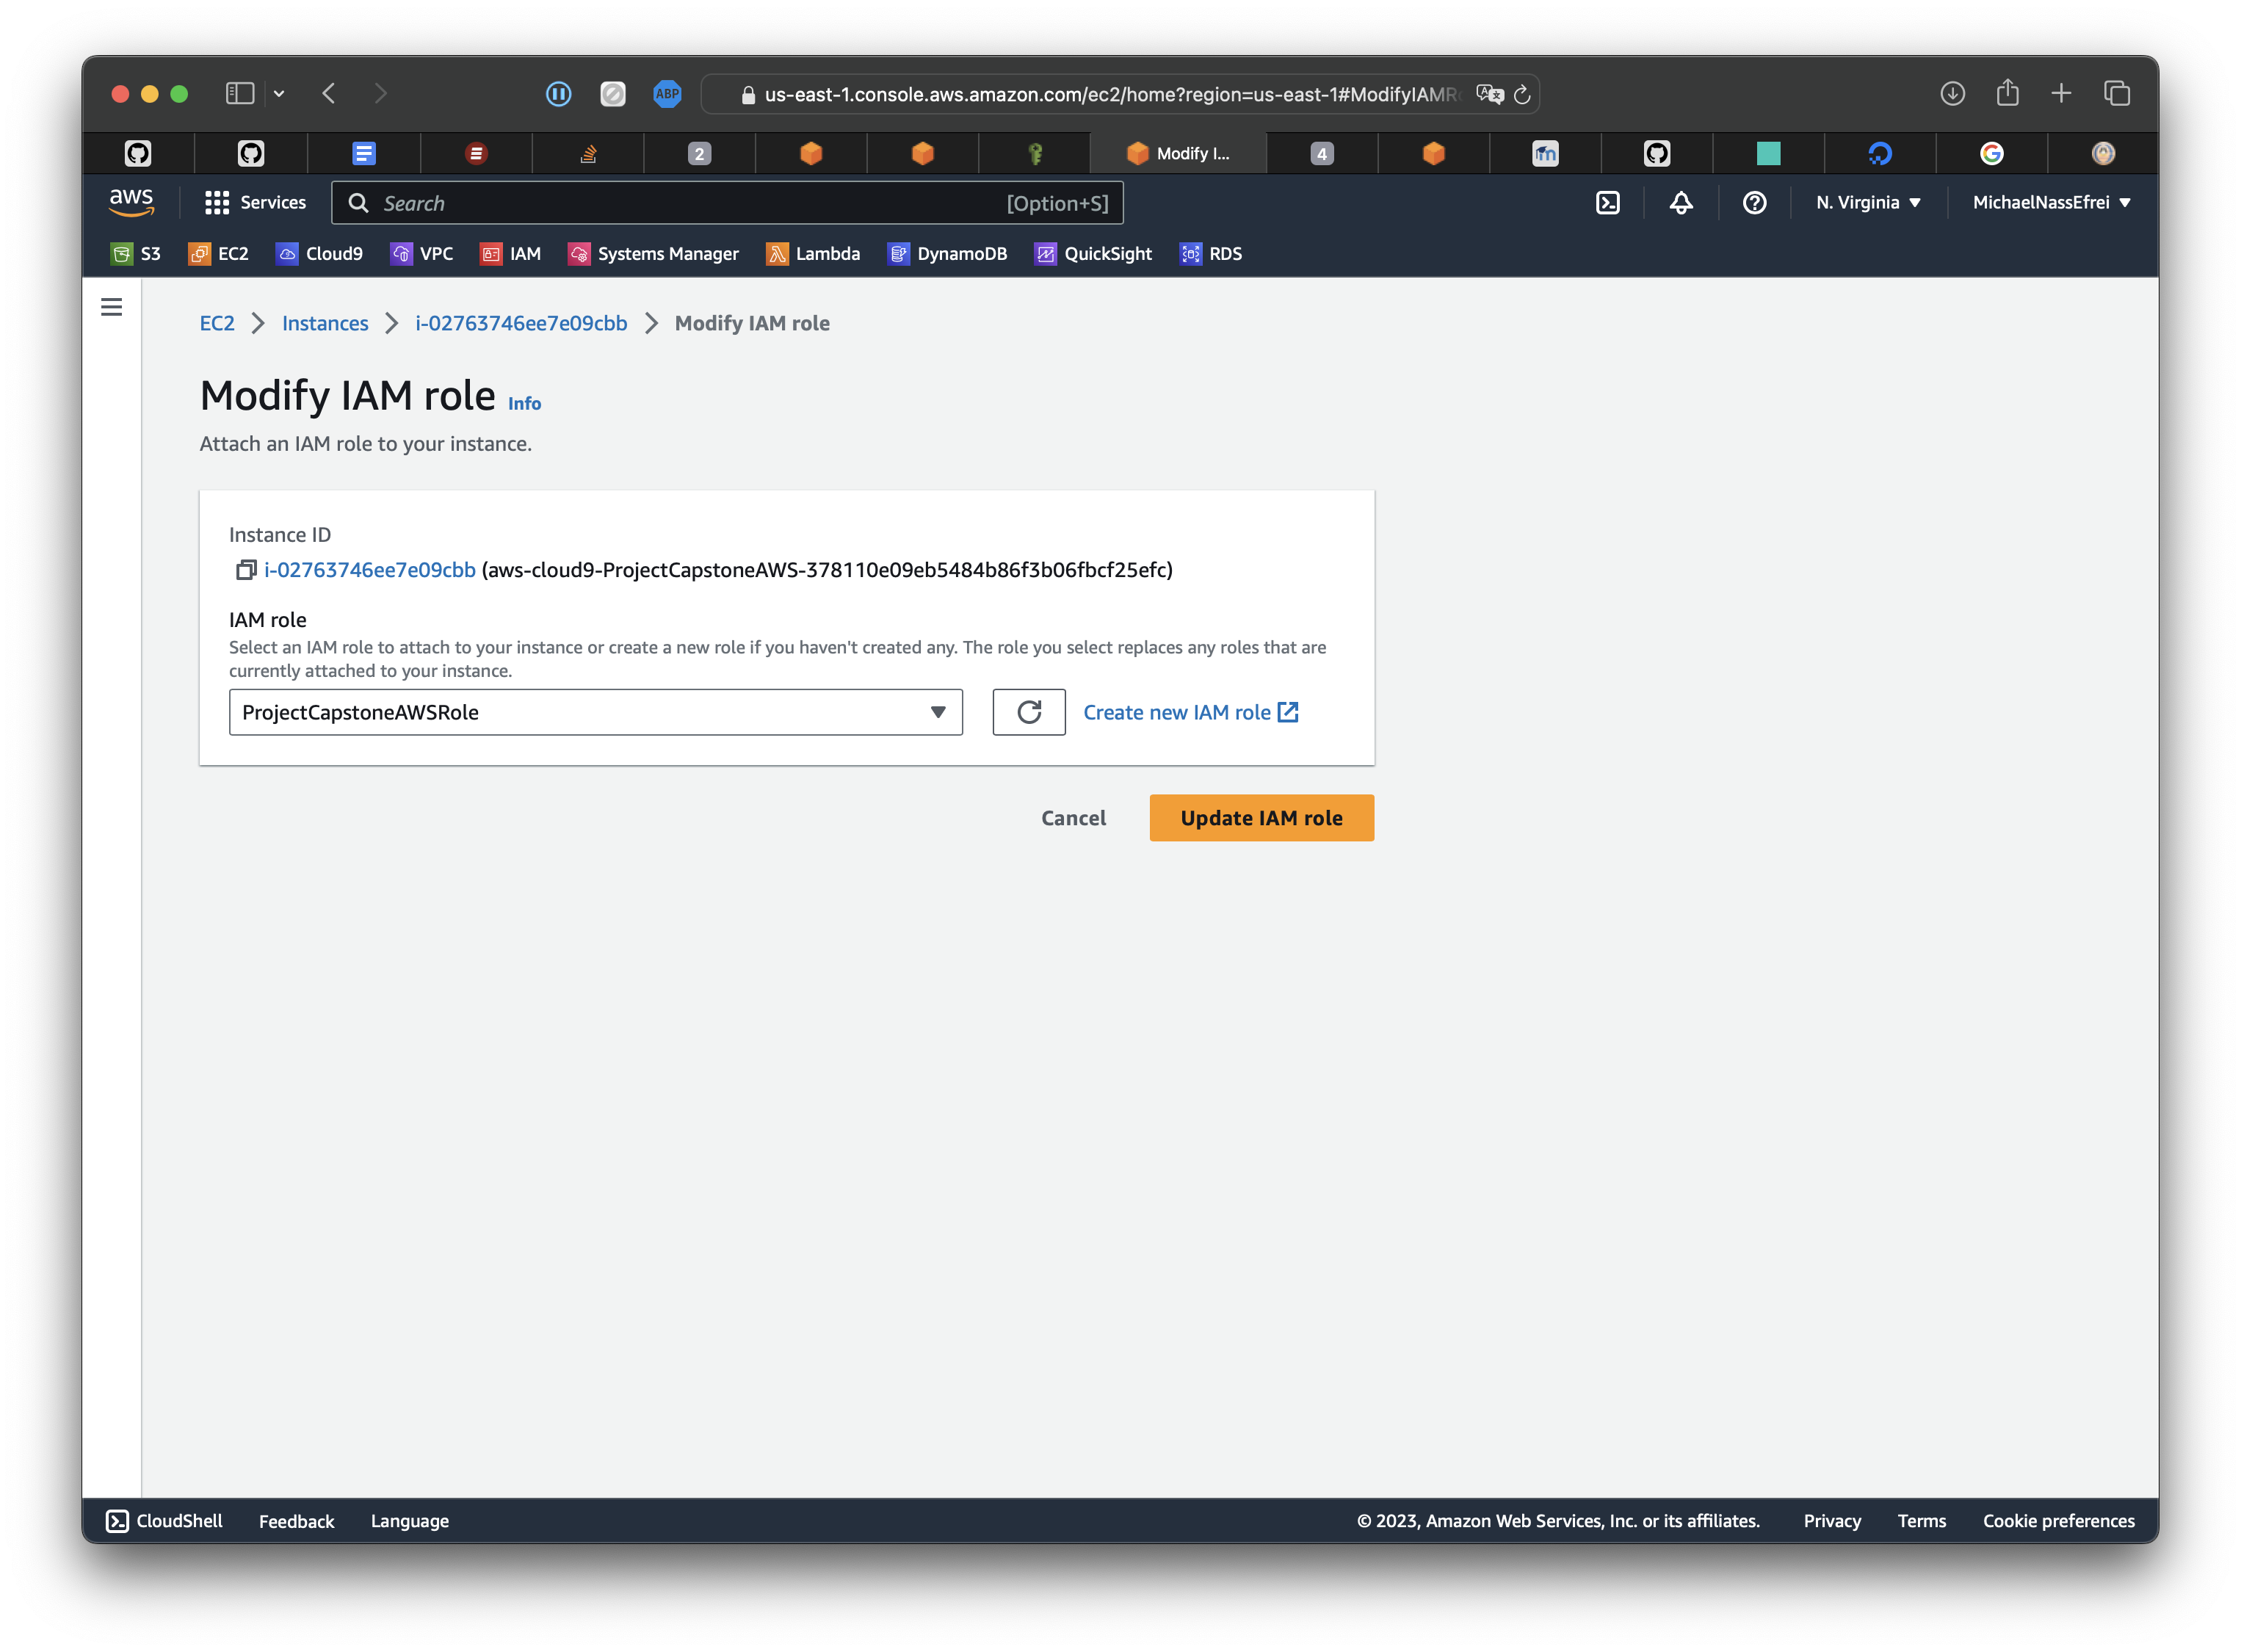 ABP
us-east-1.console.aws.amazon.com/ec2/home?region=us-east-1#ModifyIAMR
2
Modify I...
4
aws
Services
Search
[Option+S]
N. Virginia
MichaelNassEfrei
S3
EC2
Cloud9
VPC
IAM
Systems Manager
Lambda
DynamoDB
QuickSight
RDS
EC2 > Instances > i-02763746ee7e09cbb > Modify IAM role
Modify IAM role Info
Attach an IAM role to your instance.
Instance ID
i-02763746ee7e09cbb (aws-cloud9-ProjectCapstoneAWS-378110e09eb5484b86f3b06fbcf25efc)
IAM role
Select an IAM role to attach to your instance or create a new role if you haven't created any. The role you select replaces any roles that are
currently attached to your instance.
ProjectCapstoneAWSRole
Create new IAM role
Cancel
Update IAM role
CloudShell
Feedback
Language
© 2023, Amazon Web Services, Inc. or its affiliates.
Privacy
Terms
Cookie preferences